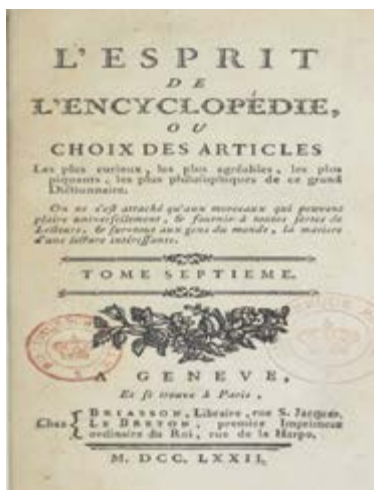 L'ESPRIT
DE
L'ENCYCLOPÉDIE,
OU
CHOIX DES ARTICLES
Les plus curieux, les plus agréables, les plus
piquants, les plus philosophiques de ce grand
Dictionnaire.
On ne s'est attaché qu'aux morceaux qui peuvent
plaire universellement, & fournir à toutes sortes de
Lecteurs, & surtout aux gens du monde, la matiere
d'une lecture intéressante.
TOME SEPTIEME.
A GENEVE,
Et se trouve à Paris,
Chez { BRIASSON, Libraire, rue S. Jacques.
LE BRETON, premier Imprimeur
ordinaire du Roi, rue de la Harpe.
M. DCC. LXXII.